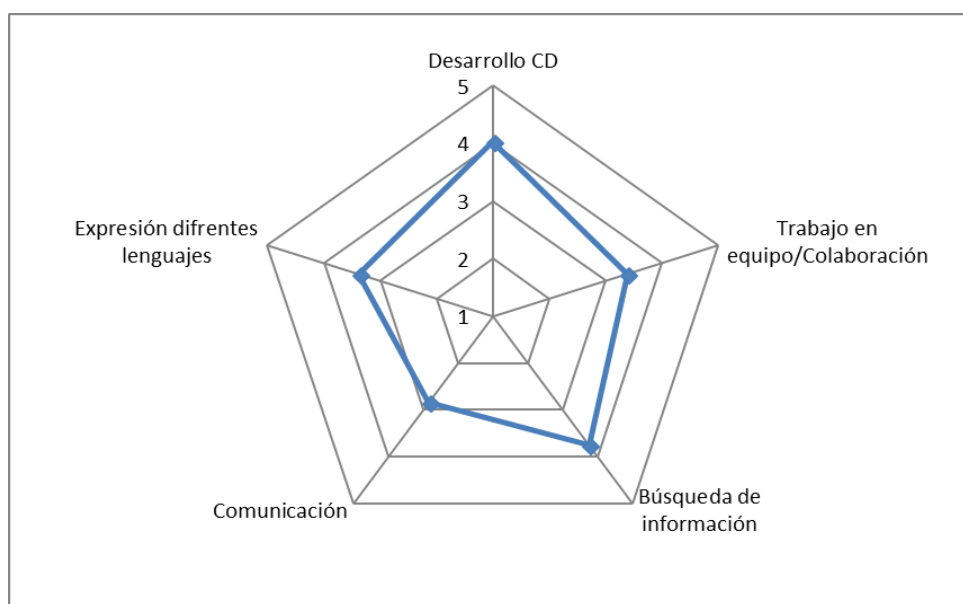 Desarrollo CD
5
4
3
2
1
Trabajo en
equipo/Colaboración
Búsqueda de
información
Comunicación
Expresión difrentes
lenguajes